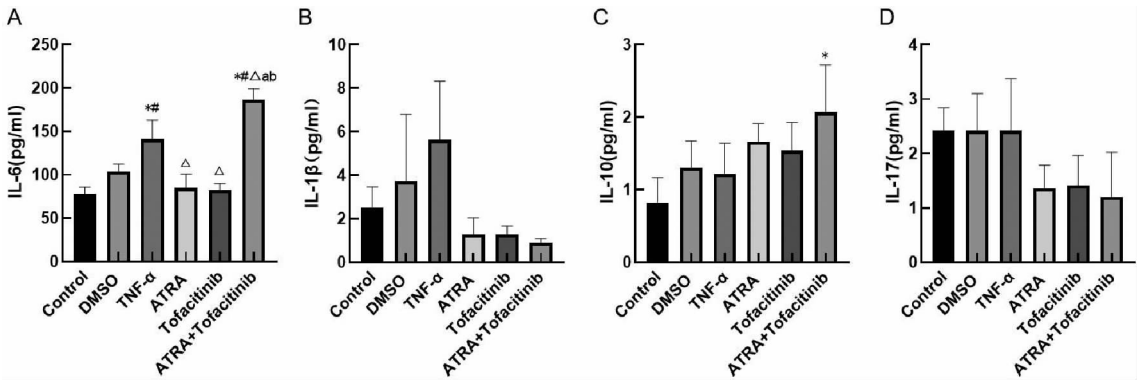 A
IL-6(pg/ml)
250
200
150
100
50
0
*#
△
△
*#△ab
Control
DMSO
TNF-α
ATRA
Tofacitinib
ATRA+Tofacitinib
B
IL-1β(pg/ml)
10
8
6
4
2
0
Control
DMSO
TNF-α
ATRA
Tofacitinib
ATRA+Tofacitinib
C
IL-10(pg/ml)
3
2
1
0
*
Control
DMSO
TNF-α
ATRA
Tofacitinib
ATRA+Tofacitinib
D
IL-17(pg/ml)
4
3
2
1
0
Control
DMSO
TNF-α
ATRA
Tofacitinib
ATRA+Tofacitinib